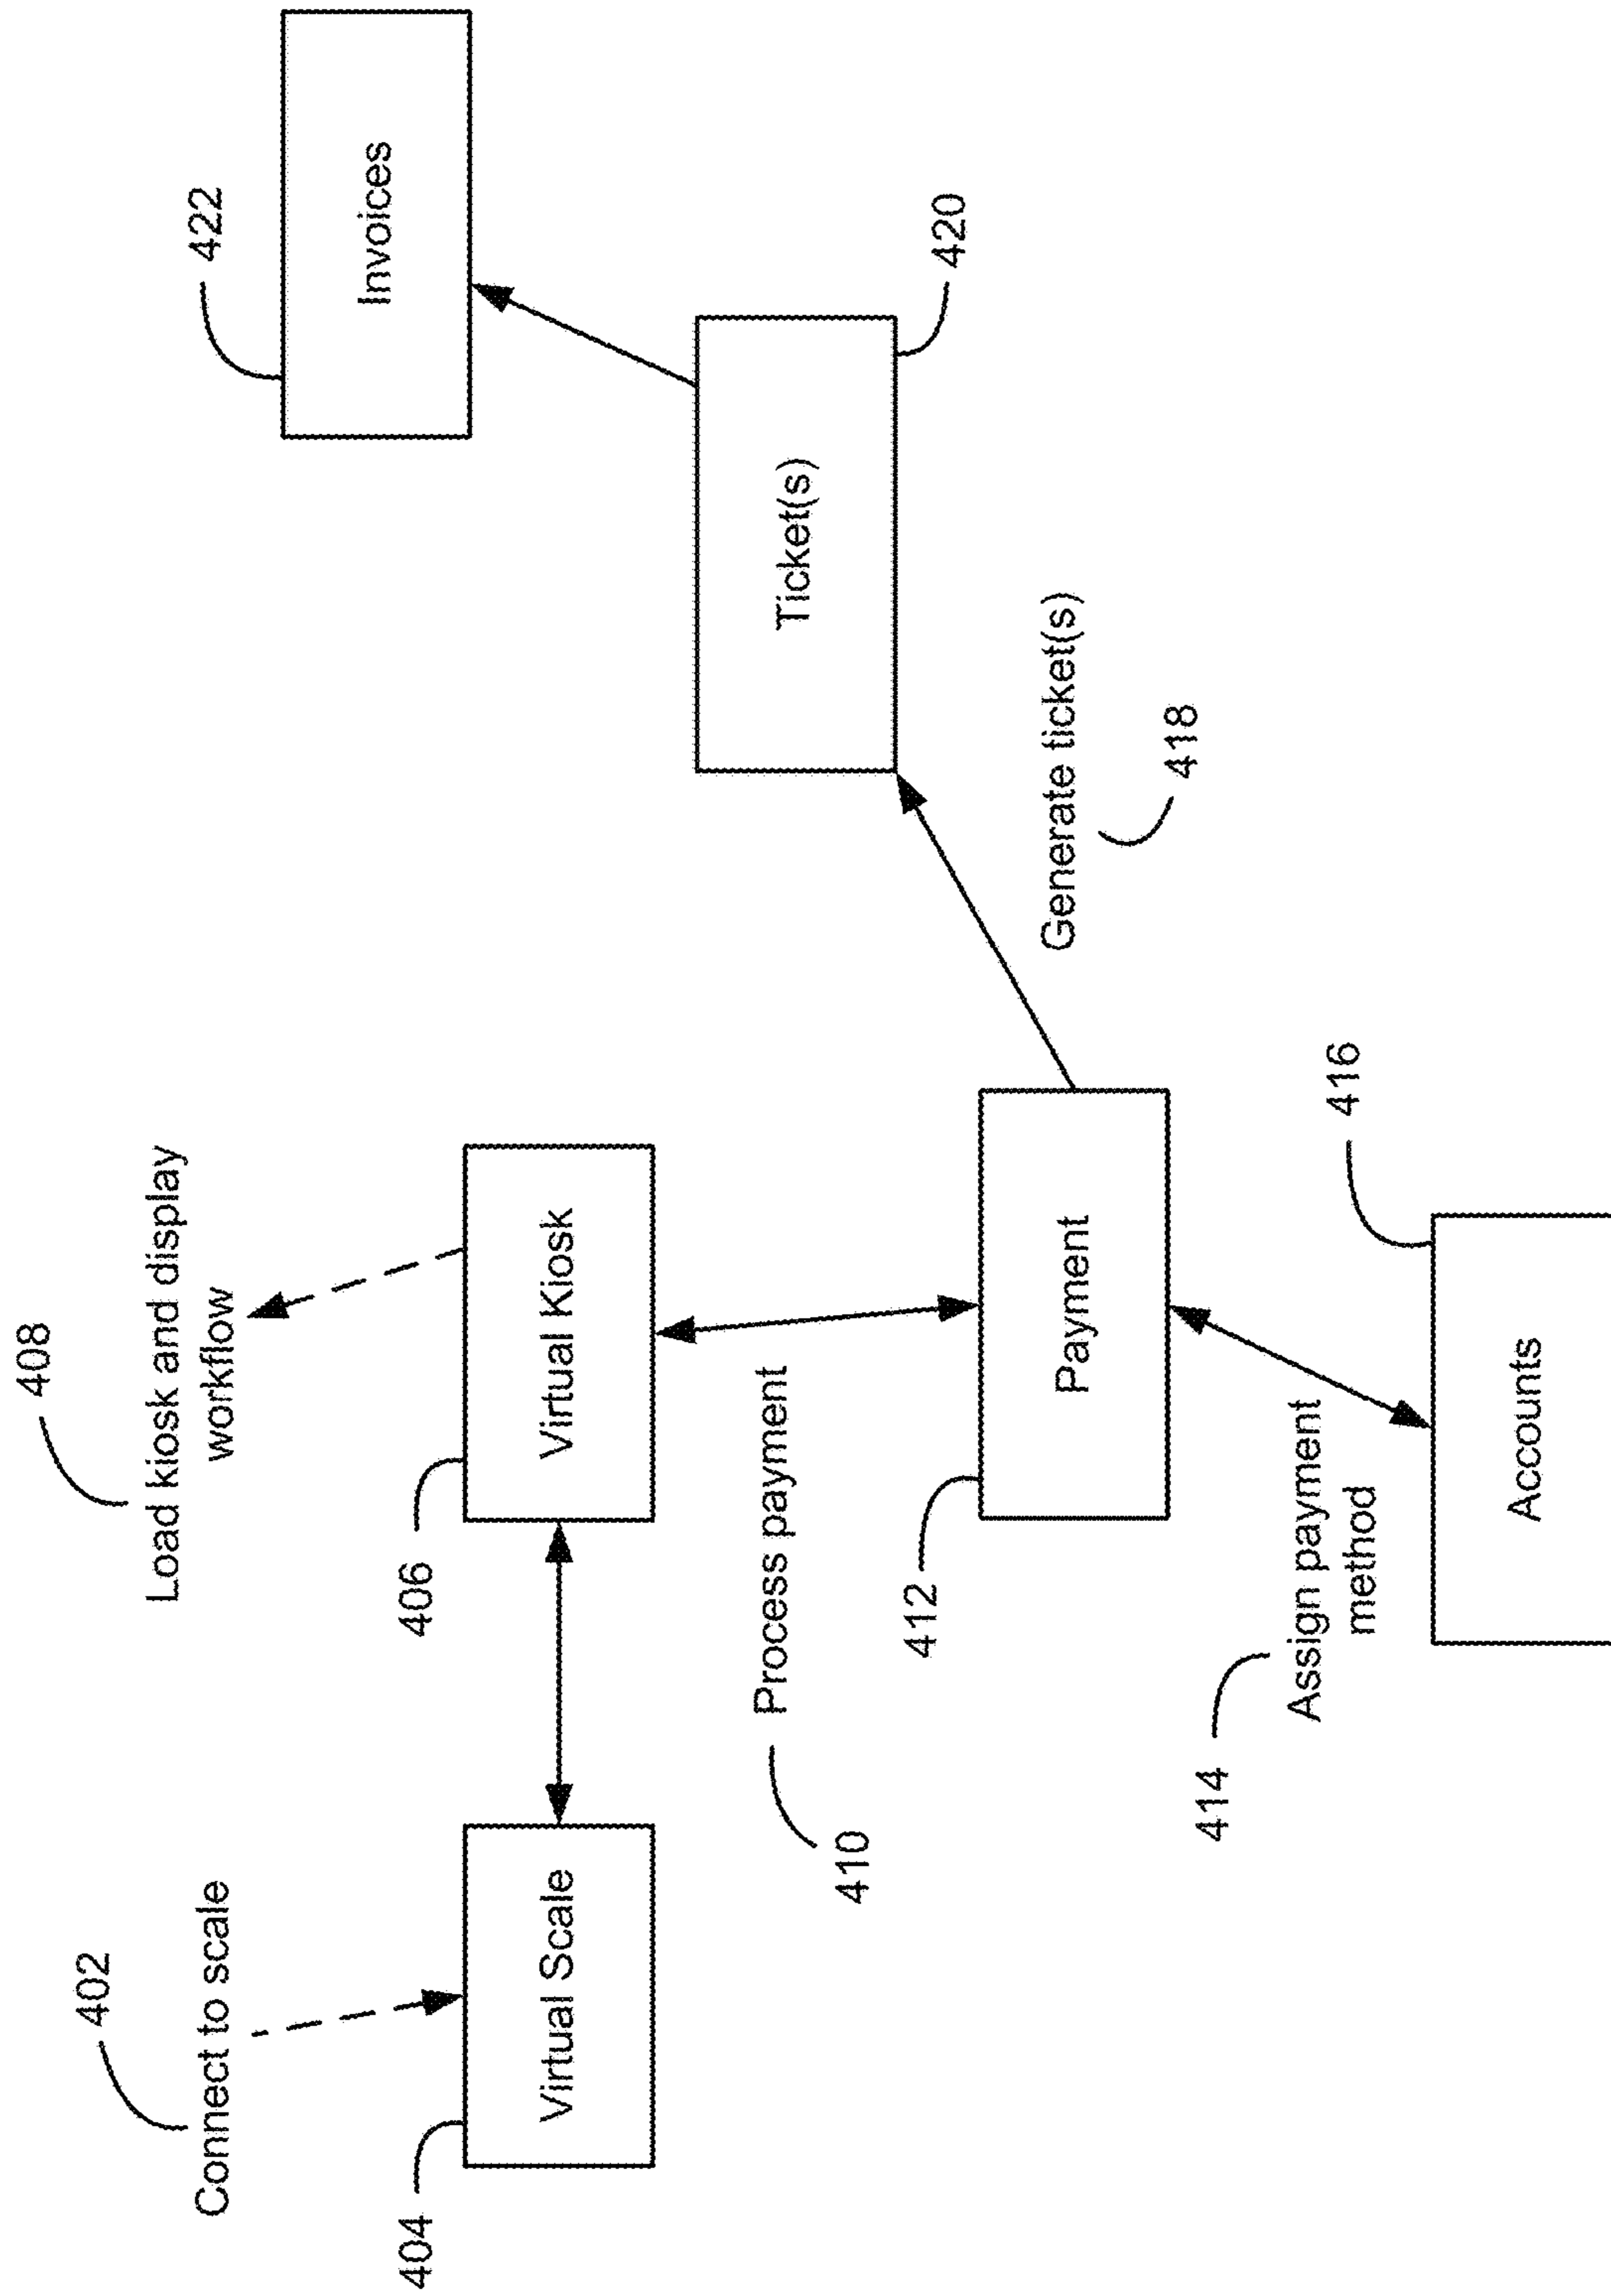 402
Connect to scale
404
Virtual Scale
408
Load kiosk and display
workflow
406
Virtual Kiosk
410
Process payment
412
Payment
414
Assign payment
method
416
Accounts
Generate ticket(s)
418
Ticket(s)
420
422
Invoices